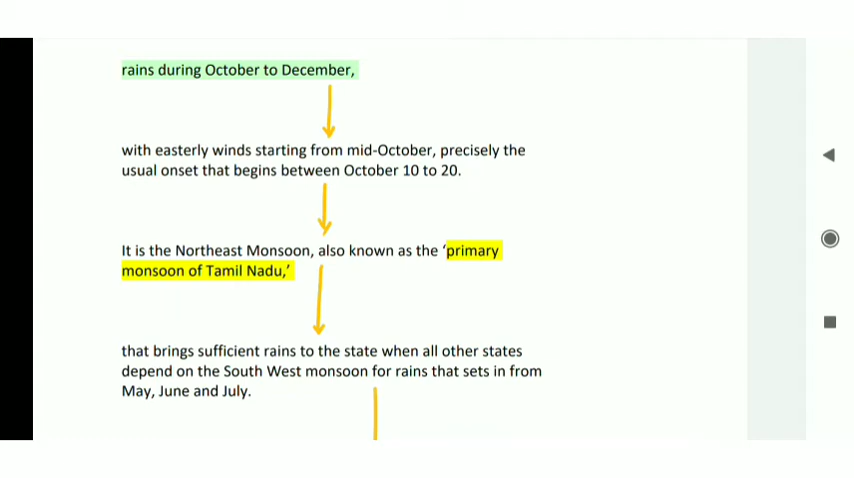 rains during October to December,
with easterly winds starting from mid-October, precisely the
usual onset that begins between October 10 to 20.
It is the Northeast Monsoon, also known as the ‘primary
monsoon of Tamil Nadu,’
that brings sufficient rains to the state when all other states
depend on the South West monsoon for rains that sets in from
May, June and July.